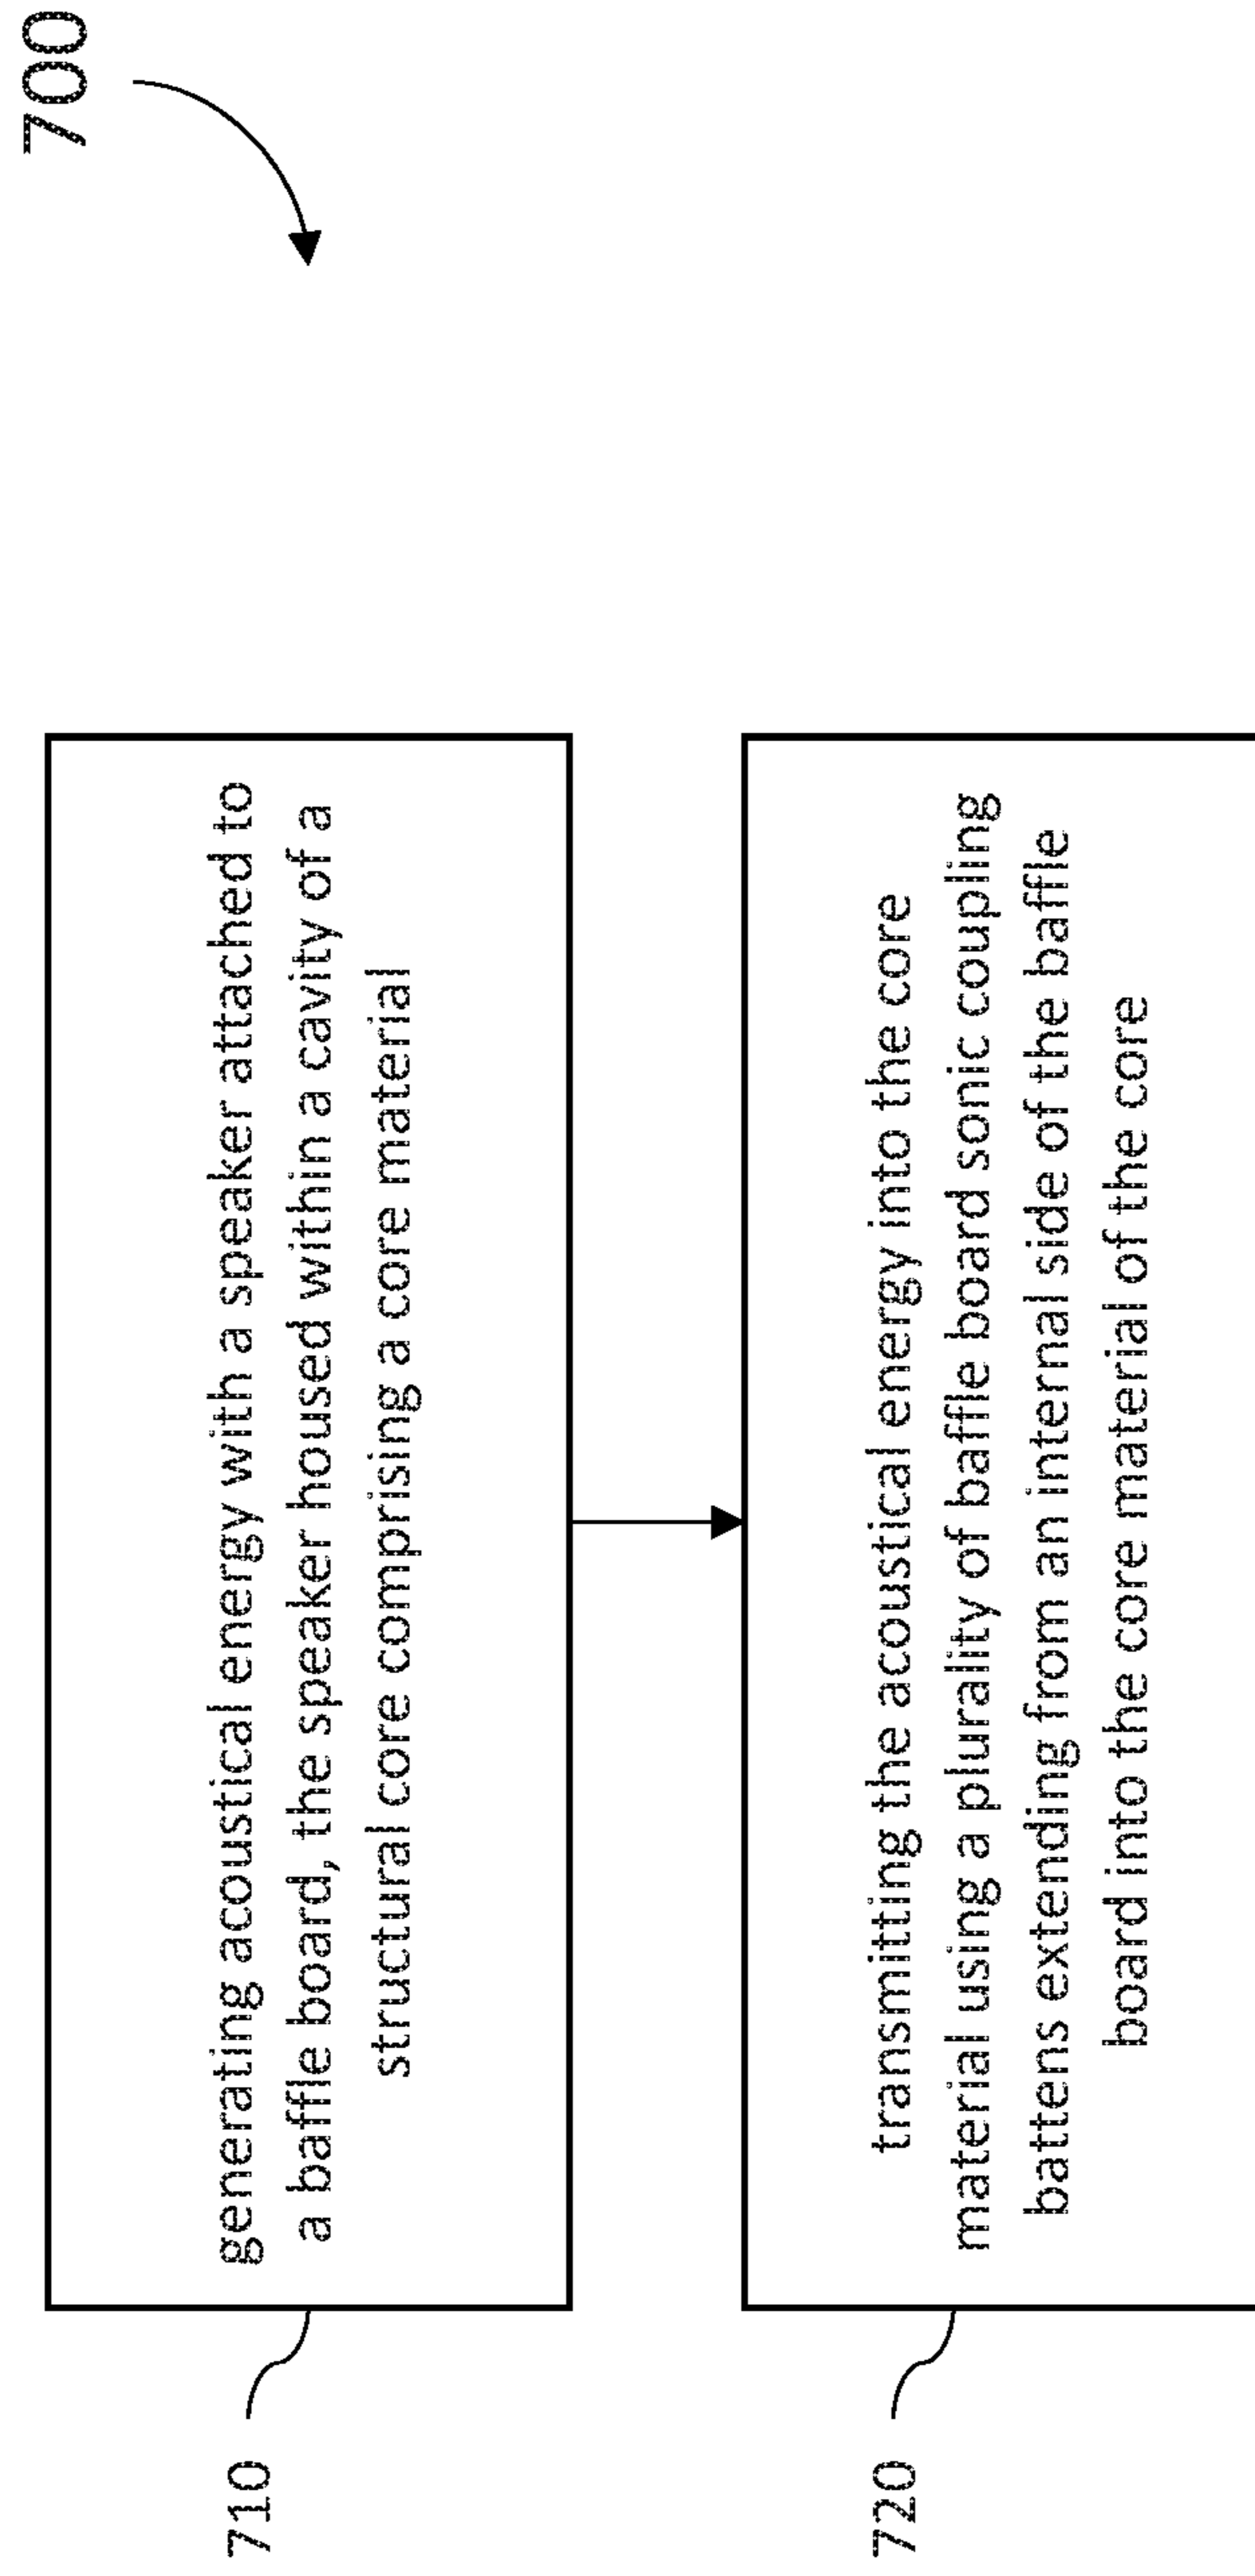 700
710
generating acoustical energy with a speaker attached to
a baffle board, the speaker housed within a cavity of a
structural core comprising a core material
720
transmitting the acoustical energy into the core
material using a plurality of baffle board sonic coupling
battens extending from an internal side of the baffle
board into the core material of the core